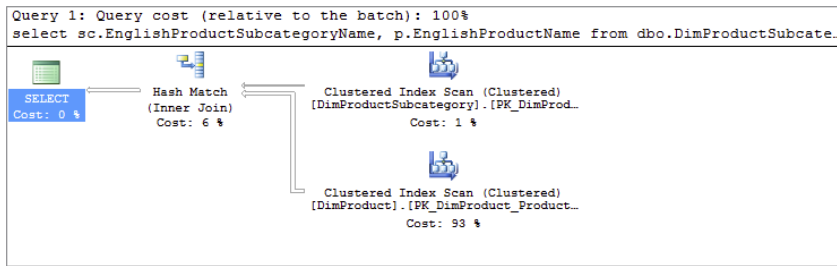 Query 1: Query cost (relative to the batch): 100%
select sc.EnglishProductSubcategoryName, p.EnglishProductName from dbo.DimProductSubcate…
SELECT
Cost: 0 %
Hash Match
(Inner Join)
Cost: 6 %
Clustered Index Scan (Clustered)
[DimProductSubcategory].[PK_DimProd…
Cost: 1 %
Clustered Index Scan (Clustered)
[DimProduct].[PK_DimProduct_Product…
Cost: 93 %